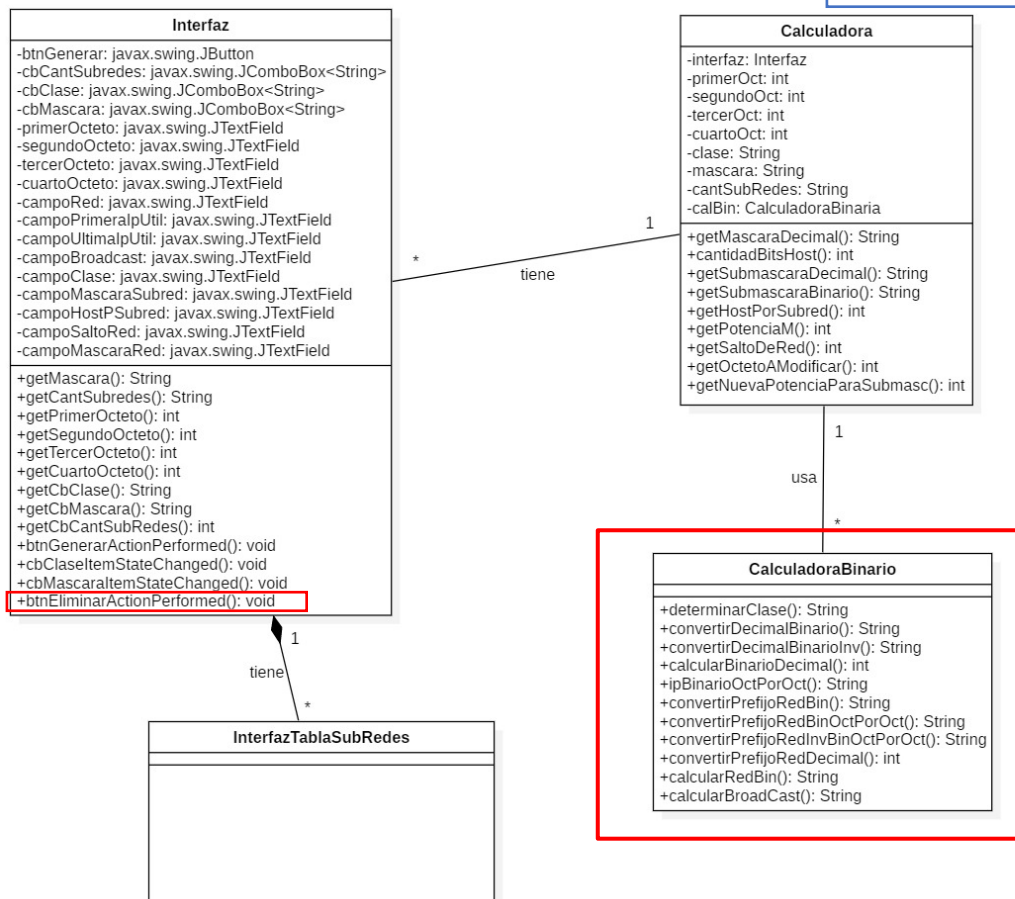 Interfaz
-btnGenerar: javax.swing.JButton
-cbCantSubredes: javax.swing.JComboBox<String>
-cbClase: javax.swing.JComboBox<String>
-cbMascara: javax.swing.JComboBox<String>
-primerOcteto: javax.swing.JTextField
-segundoOcteto: javax.swing.JTextField
-tercerOcteto: javax.swing.JTextField
-cuartoOcteto: javax.swing.JTextField
-campoRed: javax.swing.JTextField
-campoPrimeraIpUtil: javax.swing.JTextField
-campoUltimaIpUtil: javax.swing.JTextField
-campoBroadcast: javax.swing.JTextField
-campoClase: javax.swing.JTextField
-campoMascaraSubred: javax.swing.JTextField
-campoHostPSubred: javax.swing.JTextField
-campoSaltoRed: javax.swing.JTextField
-campoMascaraRed: javax.swing.JTextField
+getMascara(): String
+getCantSubredes(): String
+getPrimerOcteto(): int
+getSegundoOcteto(): int
+getTercerOcteto(): int
+getCuartoOcteto(): int
+getCbClase(): String
+getCbMascara(): String
+getCbCantSubRedes(): int
+btnGenerarActionPerformed(): void
+cbClaseItemStateChanged(): void
+cbMascaraItemStateChanged(): void
+btnEliminarActionPerformed(): void
*
tiene
1
Calculadora
-interfaz: Interfaz
-primerOct: int
-segundoOct: int
-tercerOct: int
-cuartoOct: int
-clase: String
-mascara: String
-cantSubRedes: String
-calBin: CalculadoraBinaria
+getMascaraDecimal(): String
+cantidadBitsHost(): int
+getSubmascaraDecimal(): String
+getSubmascaraBinario(): String
+getHostPorSubred(): int
+getPotenciaM(): int
+getSaltoDeRed(): int
+getOctetoAModificar(): int
+getNuevaPotenciaParaSubmasc(): int
1
usa
*
CalculadoraBinario
+determinarClase(): String
+convertirDecimalBinario(): String
+convertirDecimalBinarioInv(): String
+calcularBinarioDecimal(): int
+ipBinarioOctPorOct(): String
+convertirPrefijoRedBin(): String
+convertirPrefijoRedBinOctPorOct(): String
+convertirPrefijoRedInvBinOctPorOct(): String
+convertirPrefijoRedDecimal(): int
+calcularRedBin(): String
+calcularBroadCast(): String
1
tiene
*
InterfazTablaSubRedes